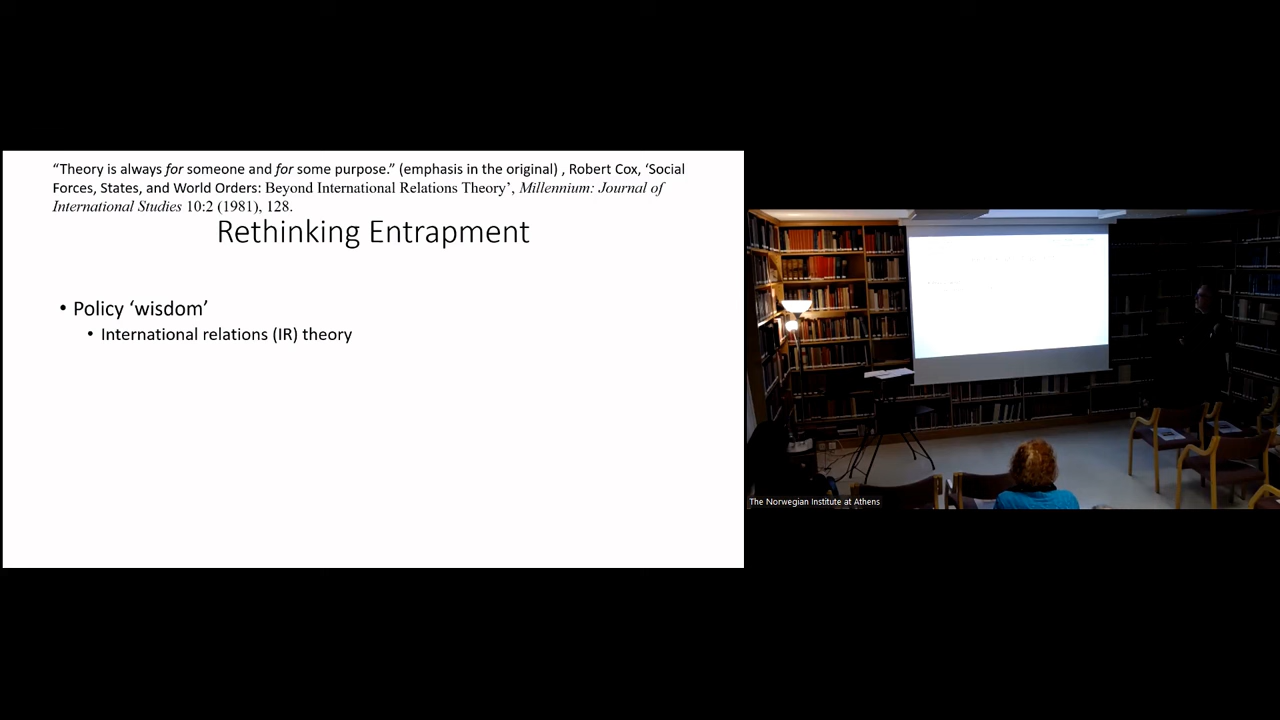 “Theory is always for someone and for some purpose.” (emphasis in the original) , Robert Cox, ‘Social
Forces, States, and World Orders: Beyond International Relations Theory’, Millennium: Journal of
International Studies 10:2 (1981), 128.
Rethinking Entrapment
• Policy ‘wisdom’
• International relations (IR) theory
The Norwegian Institute at Athens